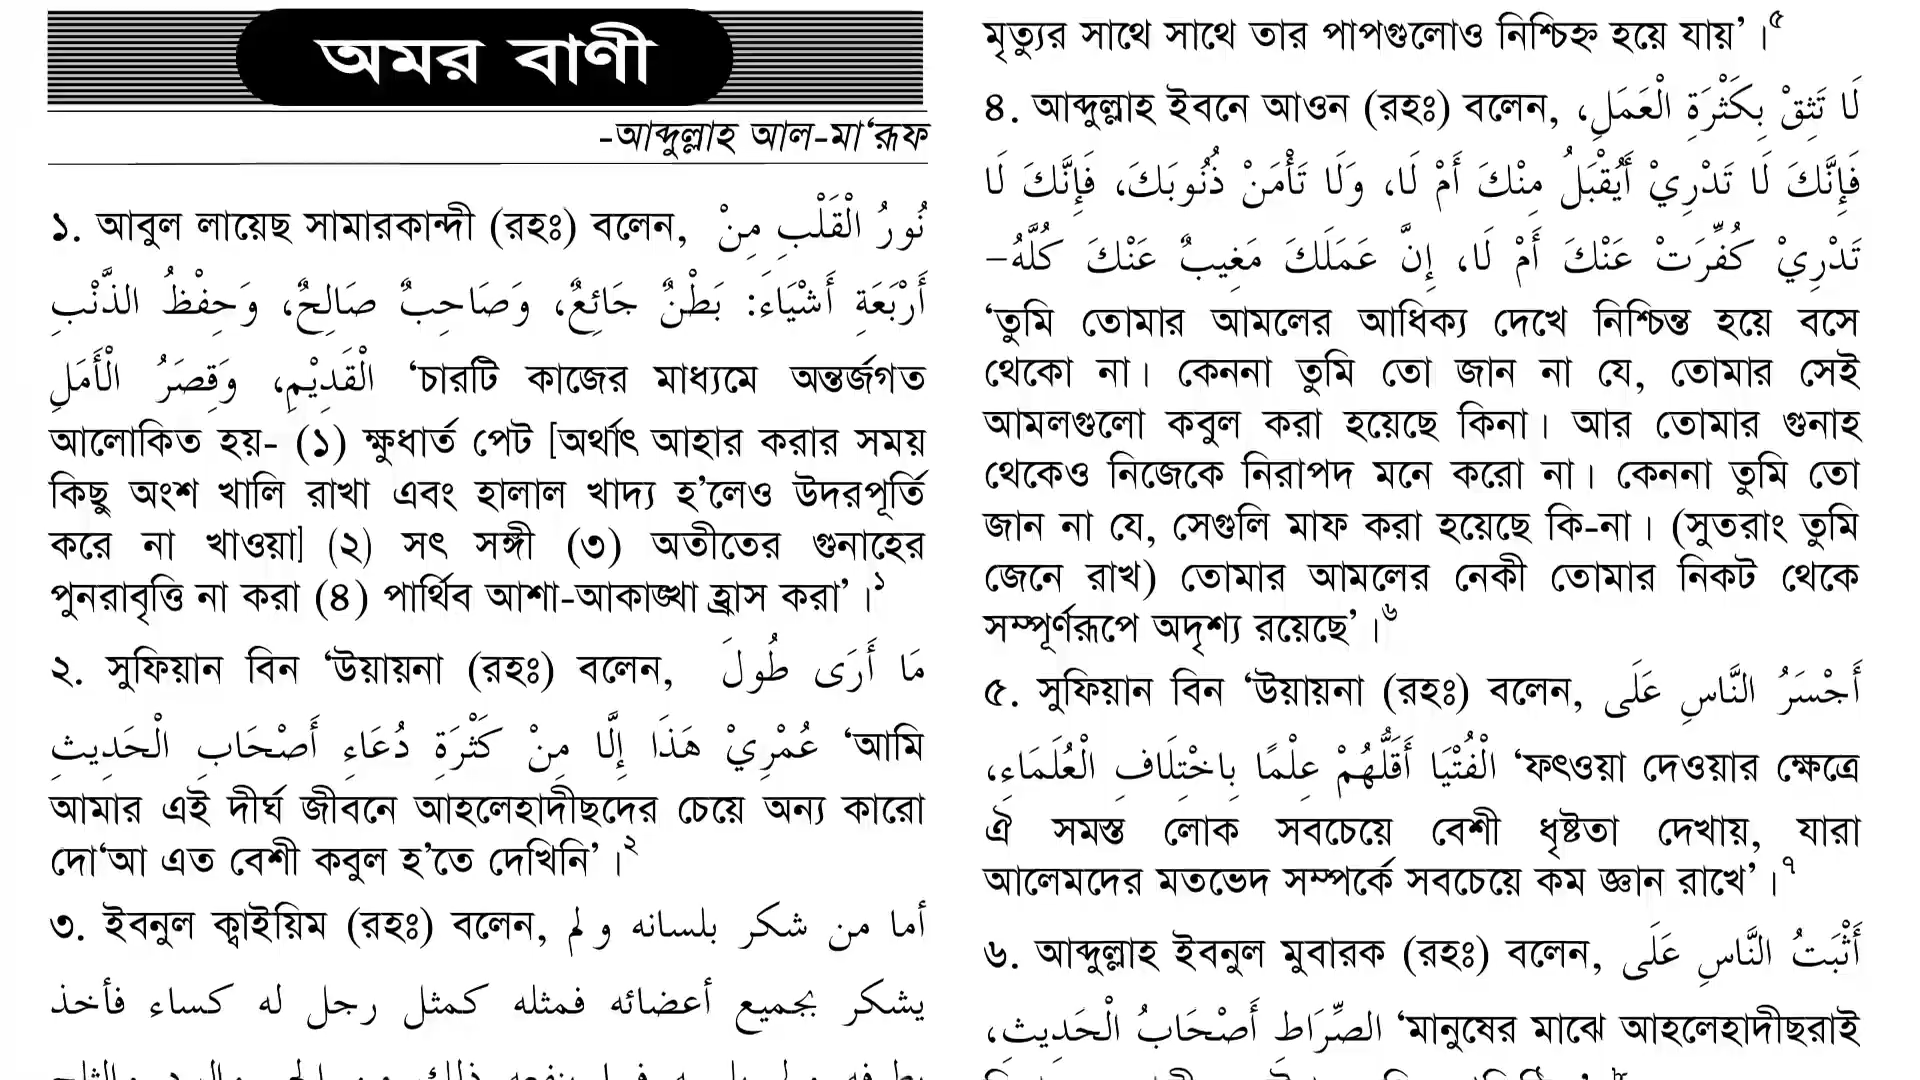 অমর বাণী
-আব্দুল্লাহ আল-মা‘রূফ
১. আবুল লায়েছ সামারকান্দী (রহঃ) বলেন, نُورُ الْقَلْبِ مِنْ
أَرْبَعَةِ أَشْيَاءَ: بَطْنٌ جَائِعٌ، وَصَاحِبٌ صَالِحٌ، وَحِفْظُ الذَّنْبِ
الْقَدِيْمِ، وَقِصَرُ الْأَمَلِ ‘চারটি কাজের মাধ্যমে অন্তর্জগত
আলোকিত হয়- (১) ক্ষুধার্ত পেট [অর্থাৎ আহার করার সময়
কিছু অংশ খালি রাখা এবং হালাল খাদ্য হ’লেও উদরপূর্তি
করে না খাওয়া] (২) সৎ সঙ্গী (৩) অতীতের গুনাহের
পুনরাবৃত্তি না করা (৪) পার্থিব আশা-আকাঙ্খা হ্রাস করা’।১
২. সুফিয়ান বিন ‘উয়ায়না (রহঃ) বলেন, مَا أَرَى طُولَ
عُمْرِيْ هَذَا إِلَّا مِنْ كَثْرَةِ دُعَاءِ أَصْحَابِ الْحَدِيثِ ‘আমি
আমার এই দীর্ঘ জীবনে আহলেহাদীছদের চেয়ে অন্য কারো
দো‘আ এত বেশী কবুল হ’তে দেখিনি’।২
৩. ইবনুল ক্বাইয়িম (রহঃ) বলেন, أما من شكر بلسانه و لم
يشكر بجميع أعضائه فمثله كمثل رجل له كساء فأخذ
মৃত্যুর সাথে সাথে তার পাপগুলোও নিশ্চিহ্ন হয়ে যায়’।৫
৪. আব্দুল্লাহ ইবনে আওন (রহঃ) বলেন, لَا تَثِقْ بِكَثْرَةِ الْعَمَلِ،
فَإِنَّكَ لَا تَدْرِيْ أَيُقْبَلُ مِنْكَ أَمْ لَا، وَلَا تَأْمَنْ ذُنُوبَكَ، فَإِنَّكَ لَا
تَدْرِيْ كُفِّرَتْ عَنْكَ أَمْ لَا، إِنَّ عَمَلَكَ مَغِيبٌ عَنْكَ كُلَّهُ-
‘তুমি তোমার আমলের আধিক্য দেখে নিশ্চিন্ত হয়ে বসে
থেকো না। কেননা তুমি তো জান না যে, তোমার সেই
আমলগুলো কবুল করা হয়েছে কিনা। আর তোমার গুনাহ
থেকেও নিজেকে নিরাপদ মনে করো না। কেননা তুমি তো
জান না যে, সেগুলি মাফ করা হয়েছে কি-না। (সুতরাং তুমি
জেনে রাখ) তোমার আমলের নেকী তোমার নিকট থেকে
সম্পূর্ণরূপে অদৃশ্য রয়েছে’।৬
৫. সুফিয়ান বিন ‘উয়ায়না (রহঃ) বলেন, أَجْسَرُ النَّاسِ عَلَى
الْفُتْيَا أَقَلُّهُمْ عِلْمًا بِاخْتِلَافِ الْعُلَمَاءِ، ‘ফৎওয়া দেওয়ার ক্ষেত্রে
ঐ সমস্ত লোক সবচেয়ে বেশী ধৃষ্টতা দেখায়, যারা
আলেমদের মতভেদ সম্পর্কে সবচেয়ে কম জ্ঞান রাখে’।৭
৬. আব্দুল্লাহ ইবনুল মুবারক (রহঃ) বলেন, أَثْبَتُ النَّاسِ عَلَى
الصِّرَاطِ أَصْحَابُ الْحَدِيثِ، ‘মানুষের মাঝে আহলেহাদীছরাই